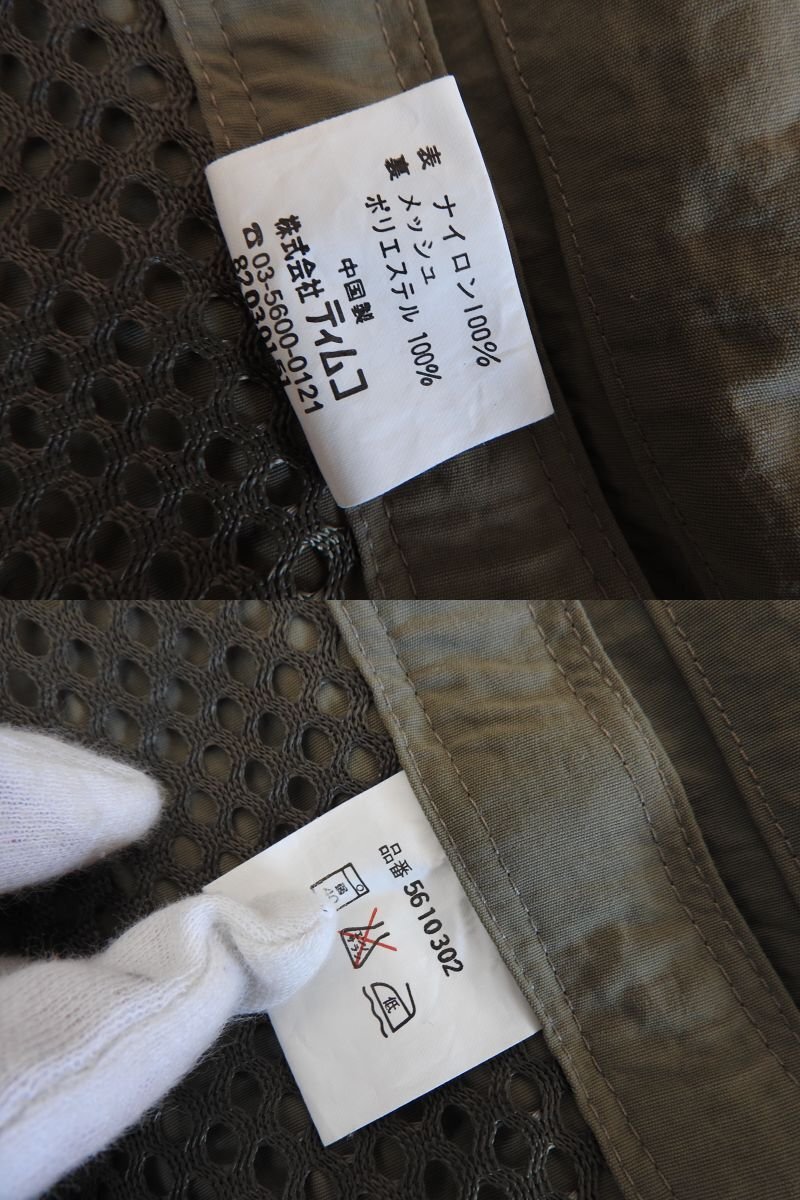 表 ナイロン100%
裏 メッシュ
ポリエステル 100%
中国製
株式会社 ティムコ
☎ 03-5600-0121
品番 5610302
40
低